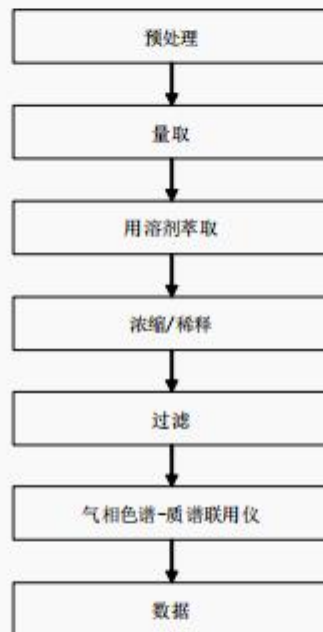 预处理
量取
用溶剂萃取
浓缩/稀释
过滤
气相色谱-质谱联用仪
数据